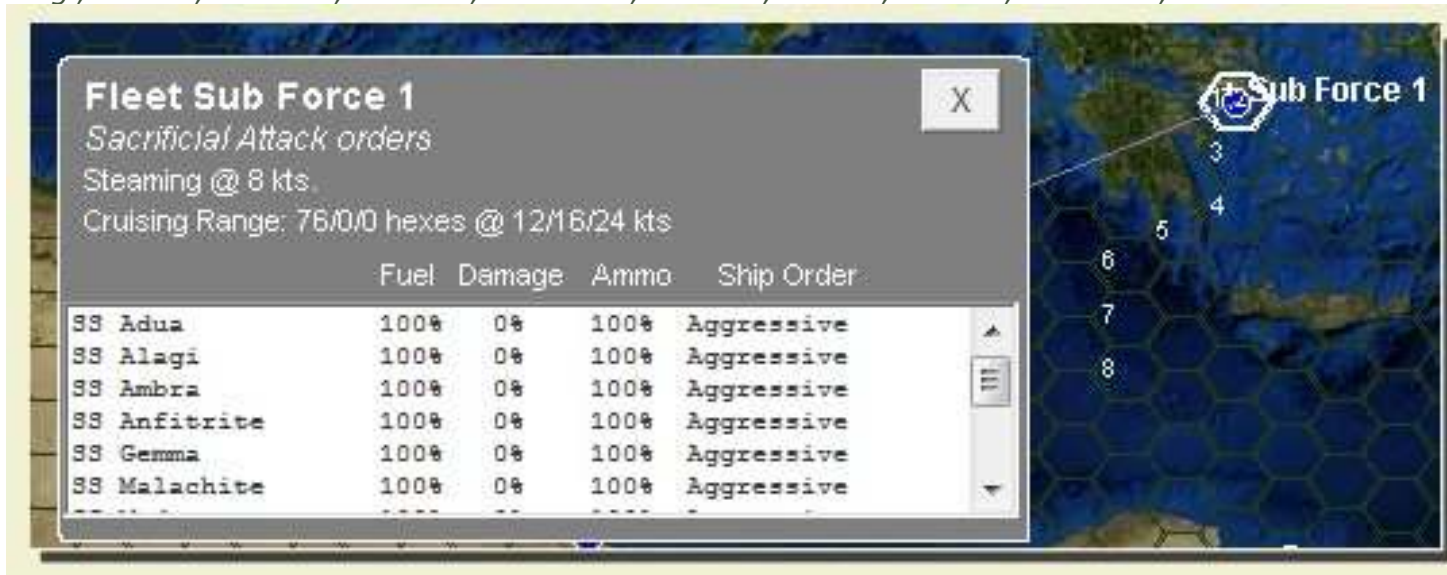 Fleet Sub Force 1
X
Sacrificial Attack orders
Steaming @ 8 kts.
Cruising Range: 76/0/0 hexes @ 12/16/24 kts
Fuel Damage Ammo Ship Order
SS Adua 100% 0% 100% Aggressive
SS Alagi 100% 0% 100% Aggressive
SS Ambra 100% 0% 100% Aggressive
SS Anfitrite 100% 0% 100% Aggressive
SS Gemma 100% 0% 100% Aggressive
SS Malachite 100% 0% 100% Aggressive
Sub Force 1
3
4
5
6
7
8